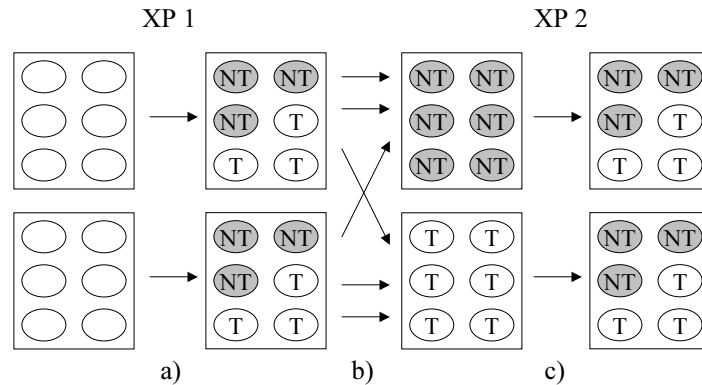 XP 1 XP 2
NT NT NT NT NT NT
NT T NT NT NT T
T T NT NT T T
NT NT T T NT NT
NT T T T NT T
T T T T T T
a) b) c)